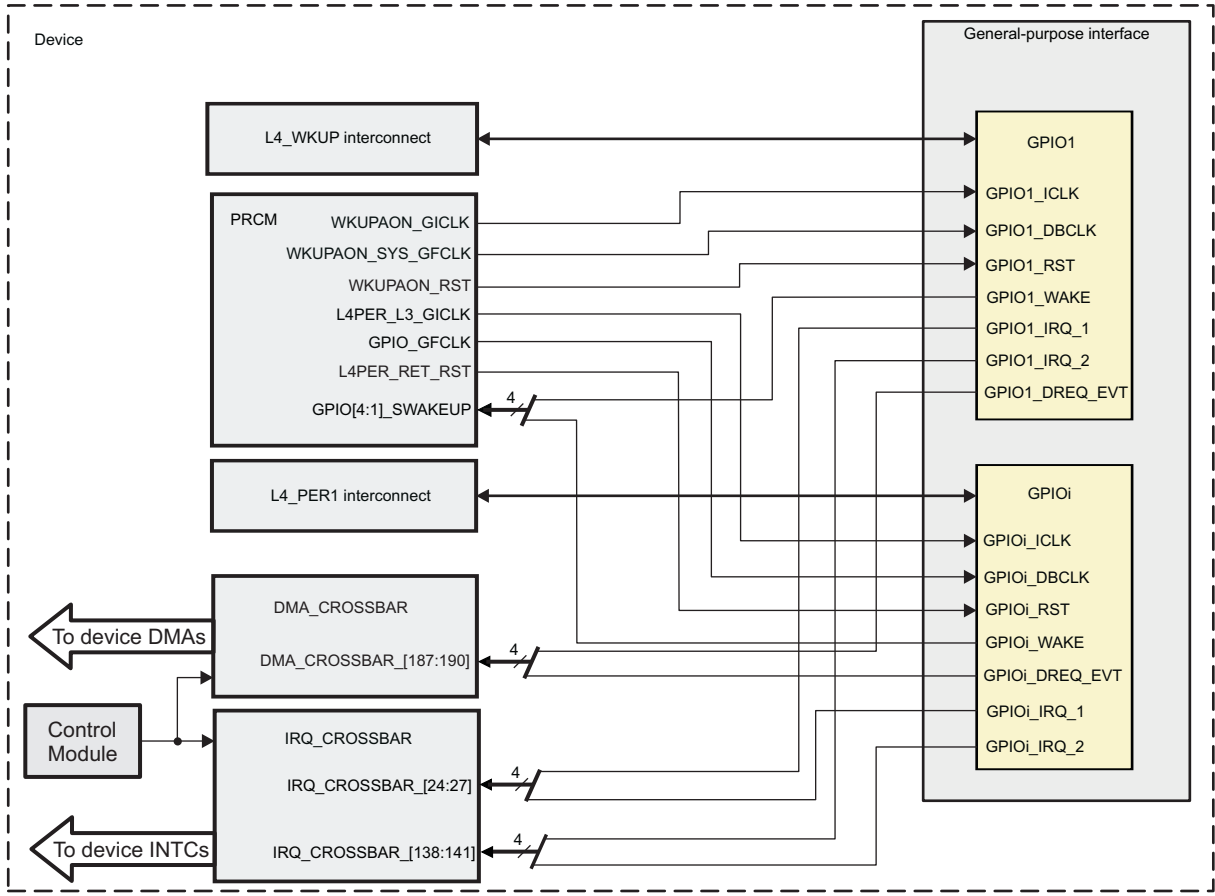 Device
General-purpose interface
L4_WKUP interconnect
GPIO1
PRCM
WKUPAON_GICLK
WKUPAON_SYS_GFCLK
WKUPAON_RST
L4PER_L3_GICLK
GPIO_GFCLK
L4PER_RET_RST
GPIO[4:1]_SWAKEUP
4
GPIO1_ICLK
GPIO1_DBCLK
GPIO1_RST
GPIO1_WAKE
GPIO1_IRQ_1
GPIO1_IRQ_2
GPIO1_DREQ_EVT
L4_PER1 interconnect
GPIOi
GPIOi_ICLK
GPIOi_DBCLK
GPIOi_RST
GPIOi_WAKE
GPIOi_DREQ_EVT
GPIOi_IRQ_1
GPIOi_IRQ_2
DMA_CROSSBAR
To device DMAs
DMA_CROSSBAR_[187:190]
4
Control
Module
IRQ_CROSSBAR
IRQ_CROSSBAR_[24:27]
4
To device INTCs
IRQ_CROSSBAR_[138:141]
4